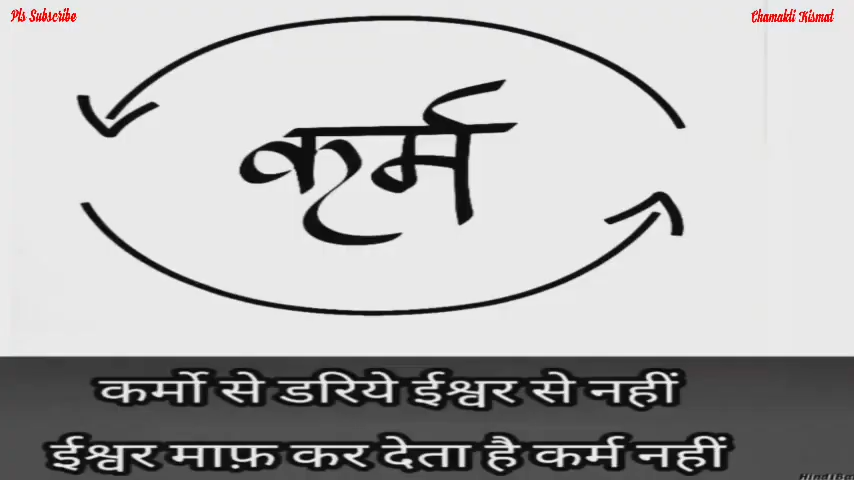 Pls Subscribe
Chamakti Kismat
कर्म
कर्मो से डरिये ईश्वर से नहीं
ईश्वर माफ़ कर देता है कर्म नहीं